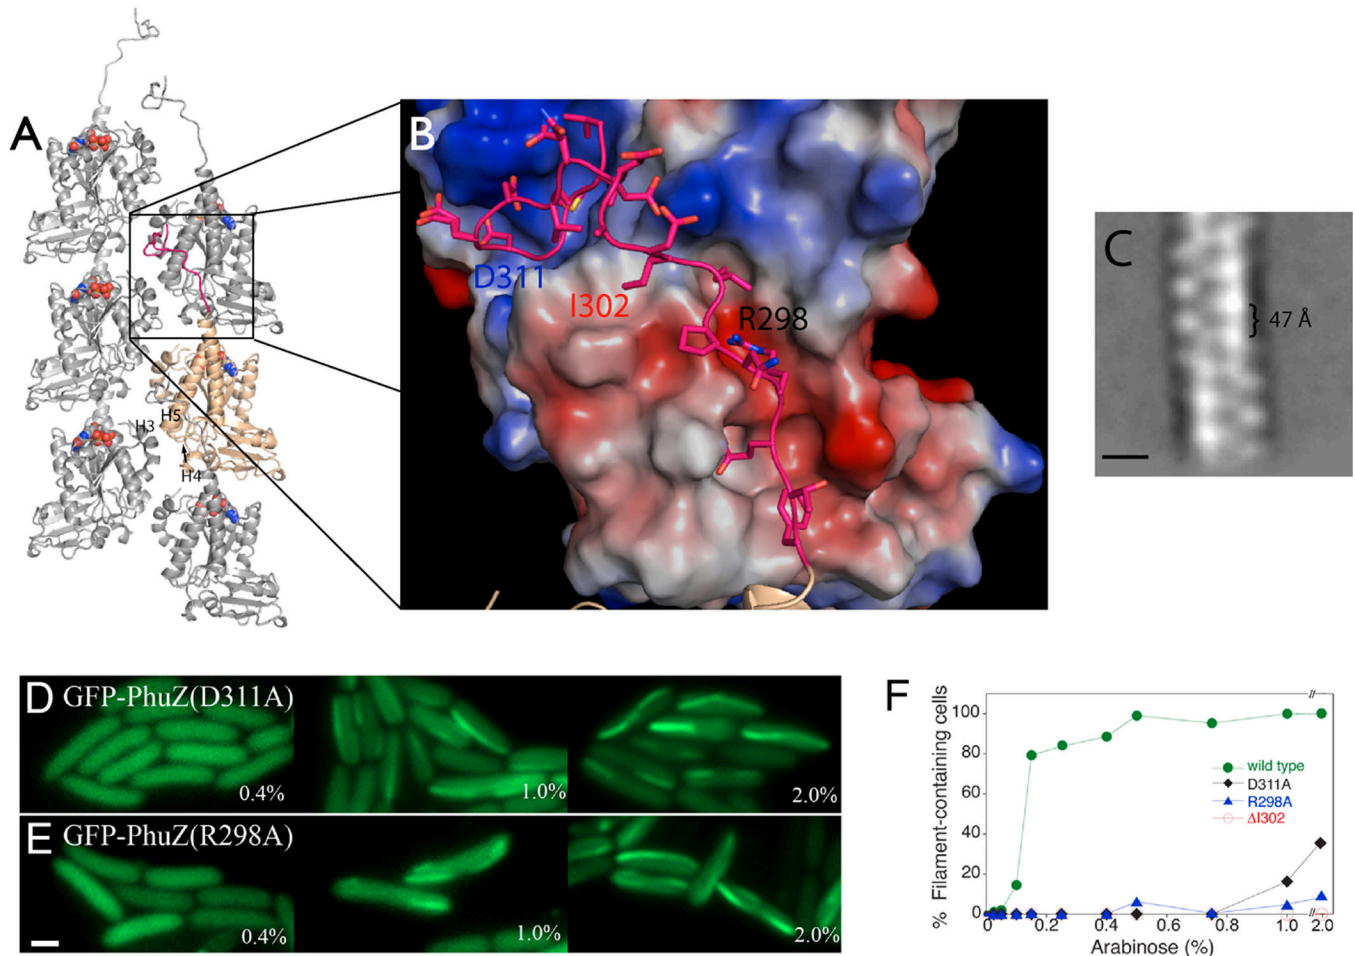 A
H5
H3
H4
B
D311
I302
R298
C
47 Å
D GFP-PhuZ(D311A)
0.4%
1.0%
2.0%
E GFP-PhuZ(R298A)
0.4%
1.0%
2.0%
F
% Filament-containing cells
100
80
60
40
20
0
wild type
D311A
R298A
ΔI302
0 0.2 0.4 0.6 0.8 1.0 2.0
Arabinose (%)